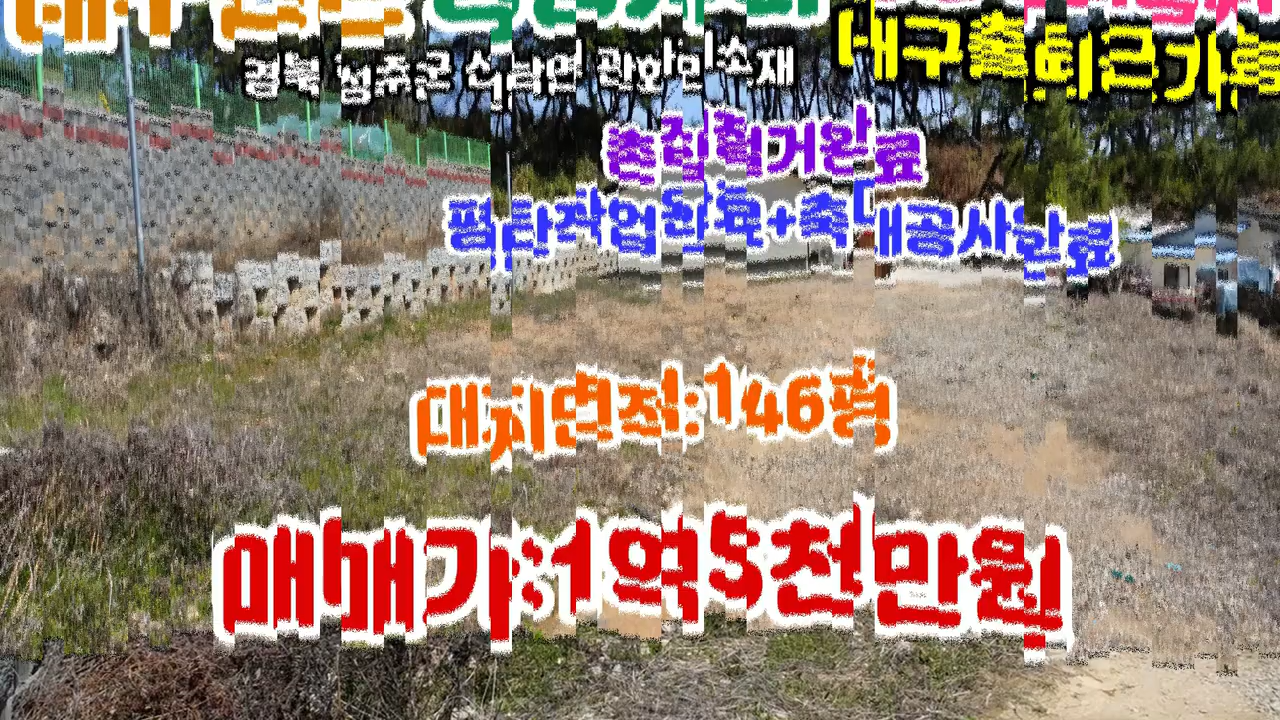 경북 성주군 선남면 관화리소재
대구출퇴근가능
촌집철거완료
평탄작업완료+축대공사완료
대지면적:146평
매매가:1억5천만원